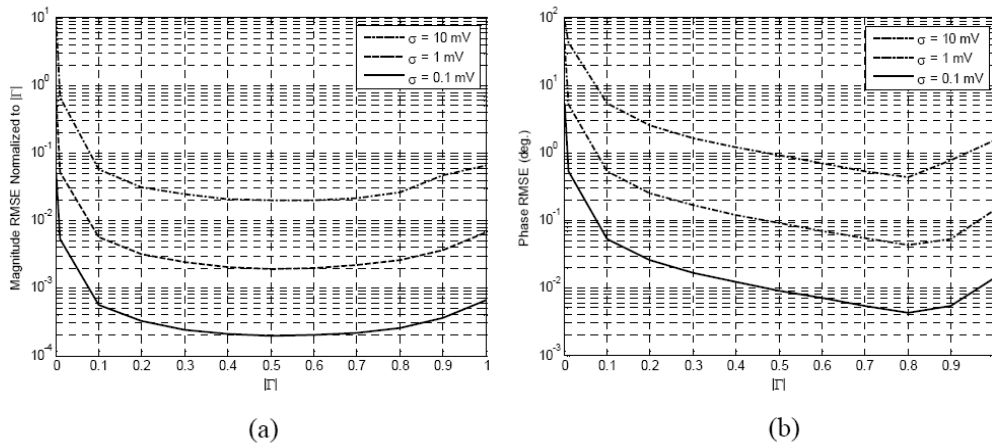 10^1
10^0
10^-1
10^-2
10^-3
10^-4
Magnitude RMSE Normalized to |Γ|
σ = 10 mV
σ = 1 mV
σ = 0.1 mV
0 0.1 0.2 0.3 0.4 0.5 0.6 0.7 0.8 0.9 1
|Γ|
(a)
10^2
10^1
10^0
10^-1
10^-2
10^-3
Phase RMSE (deg.)
σ = 10 mV
σ = 1 mV
σ = 0.1 mV
0 0.1 0.2 0.3 0.4 0.5 0.6 0.7 0.8 0.9
|Γ|
(b)